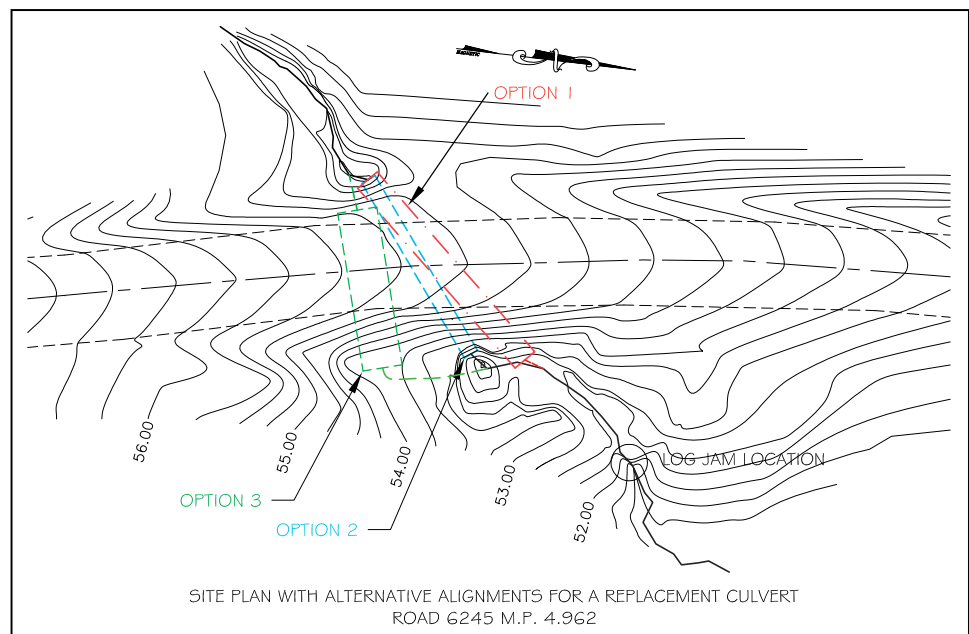 MAGNETIC
OPTION 1
56.00
55.00
54.00
53.00
52.00
LOG JAM LOCATION
OPTION 3
OPTION 2
SITE PLAN WITH ALTERNATIVE ALIGNMENTS FOR A REPLACEMENT CULVERT
ROAD 6245 M.P. 4.962